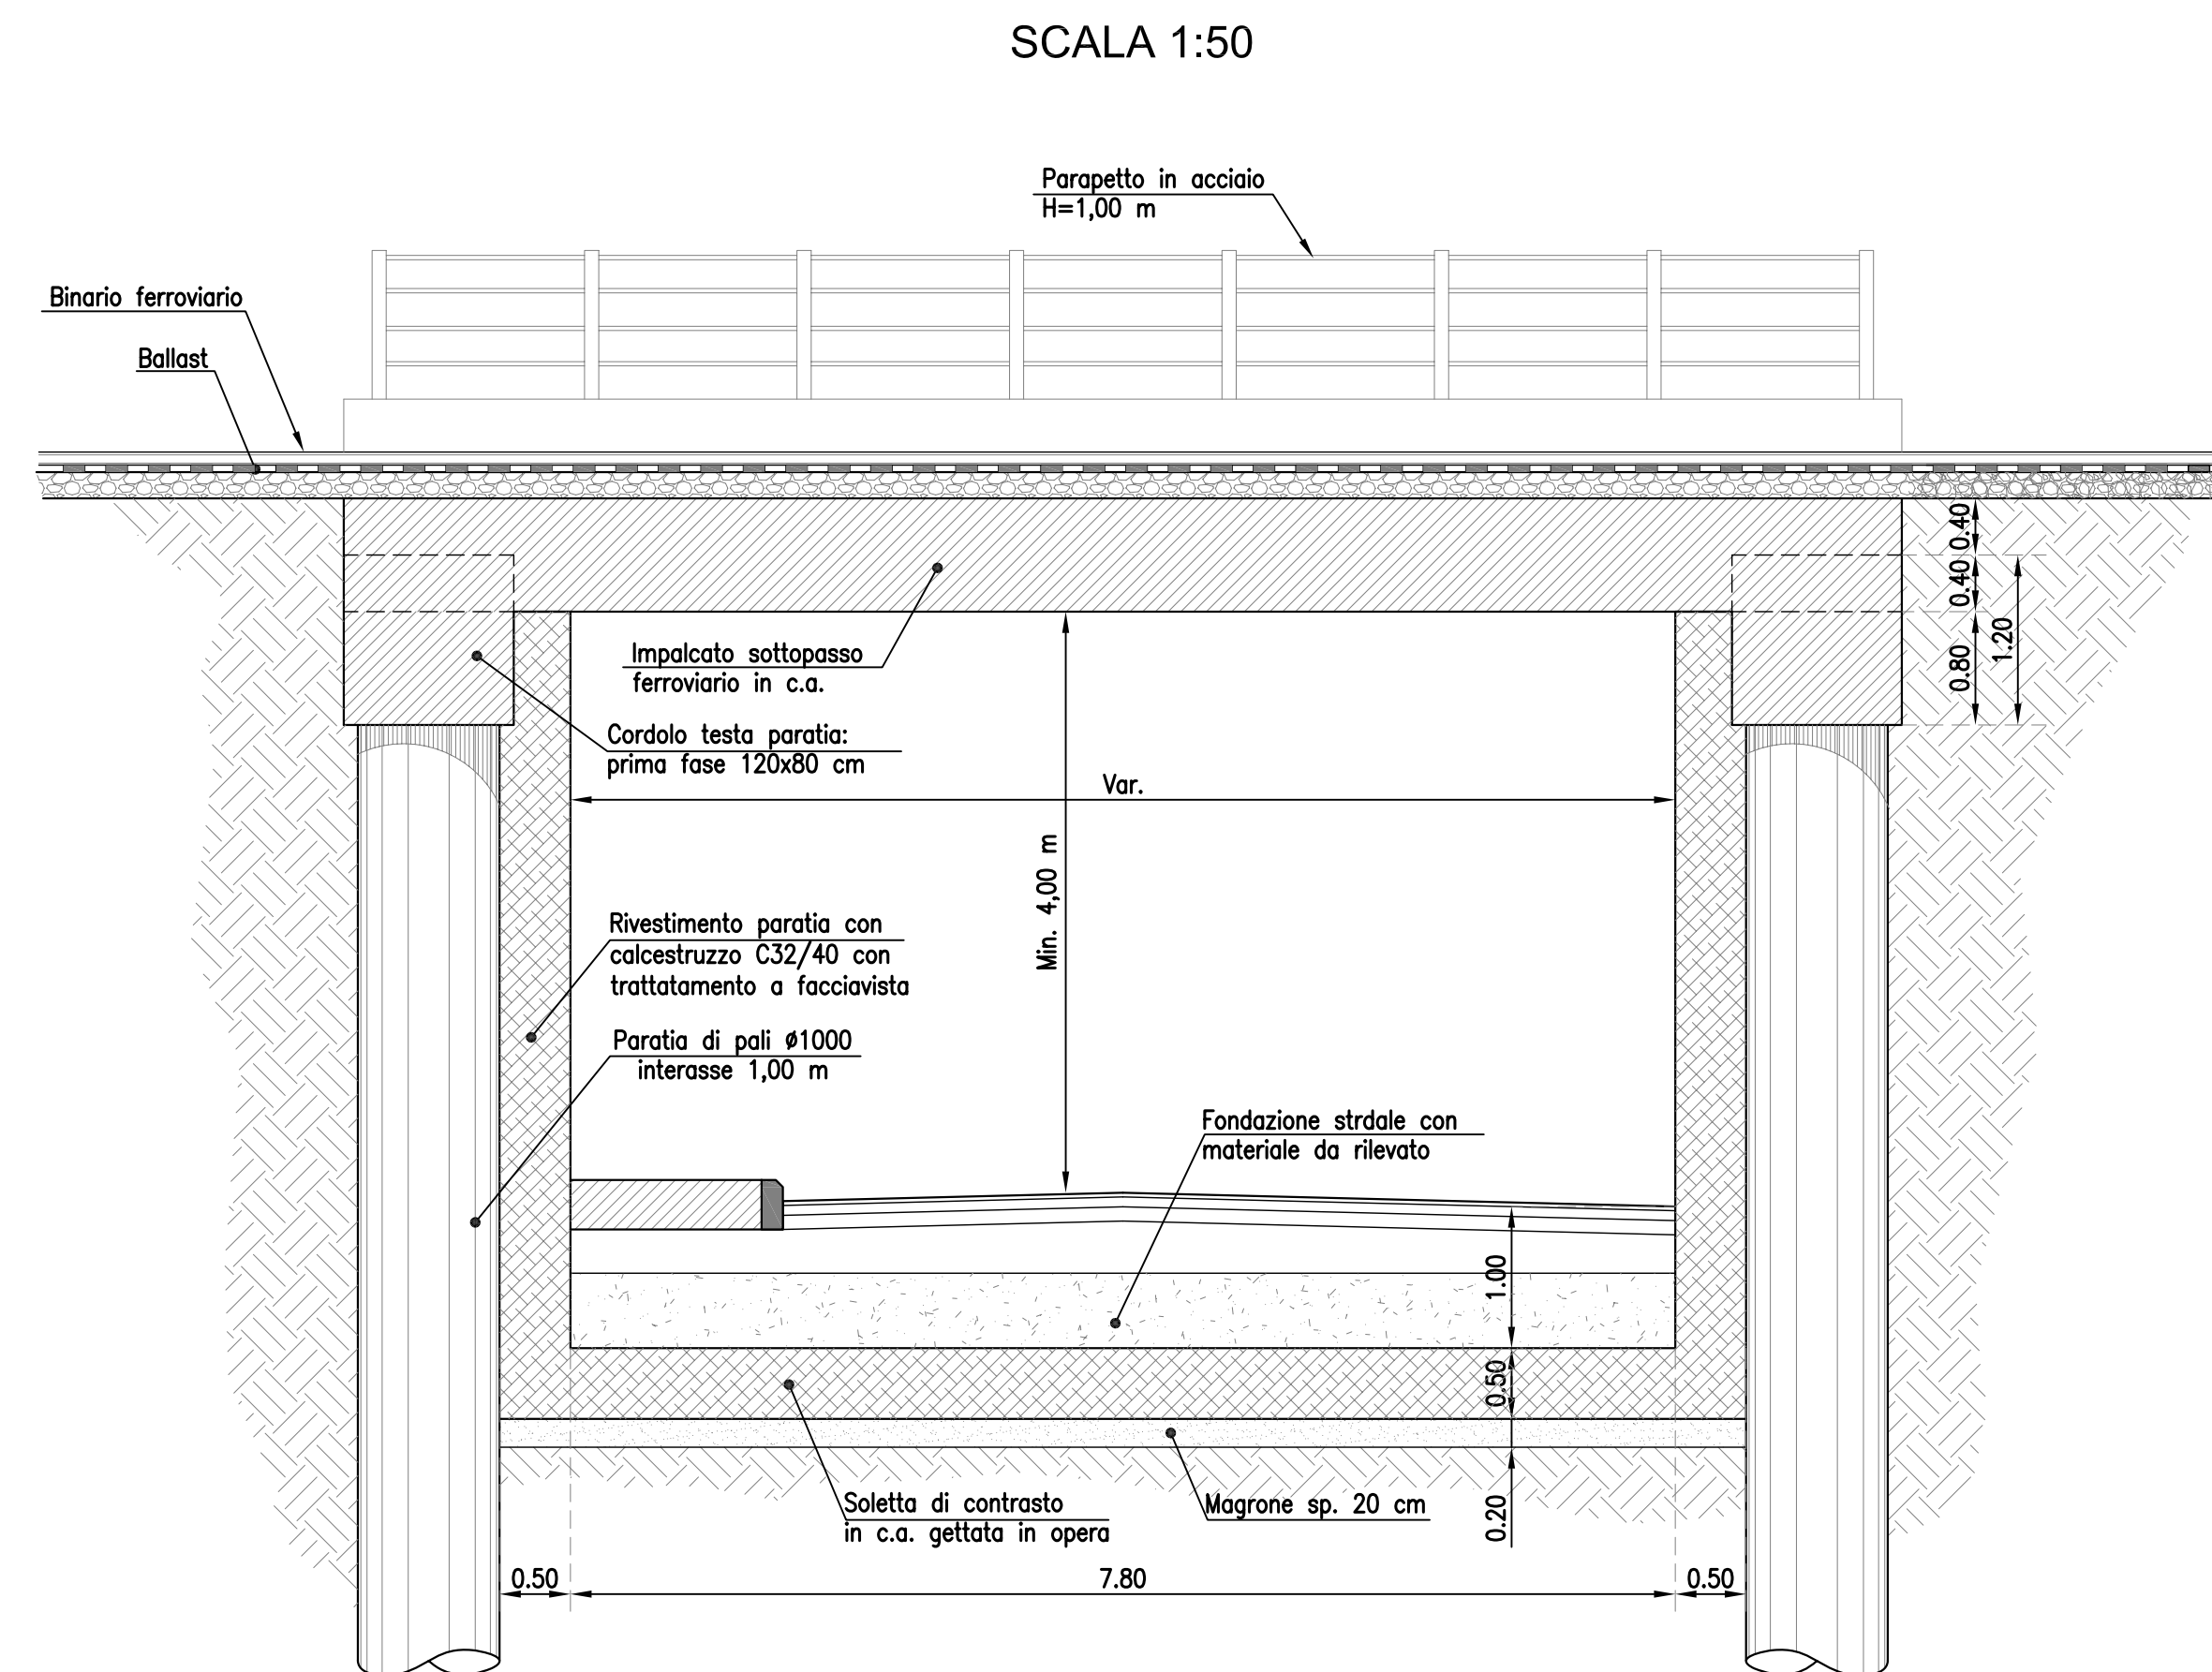 SCALA 1:50
Parapetto in acciaio
H=1,00 m
Binario ferroviario
Ballast
0.40
0.40
0.80
1.20
Impalcato sottopasso
ferroviario in c.a.
Cordolo testa paratia:
prima fase 120x80 cm
Var.
Min. 4,00 m
Rivestimento paratia con
calcestruzzo C32/40 con
trattatamento a facciavista
Paratia di pali ø1000
interasse 1,00 m
Fondazione strdale con
materiale da rilevato
1.00
0.50
0.20
Soletta di contrasto
in c.a. gettata in opera
Magrone sp. 20 cm
0.50
7.80
0.50